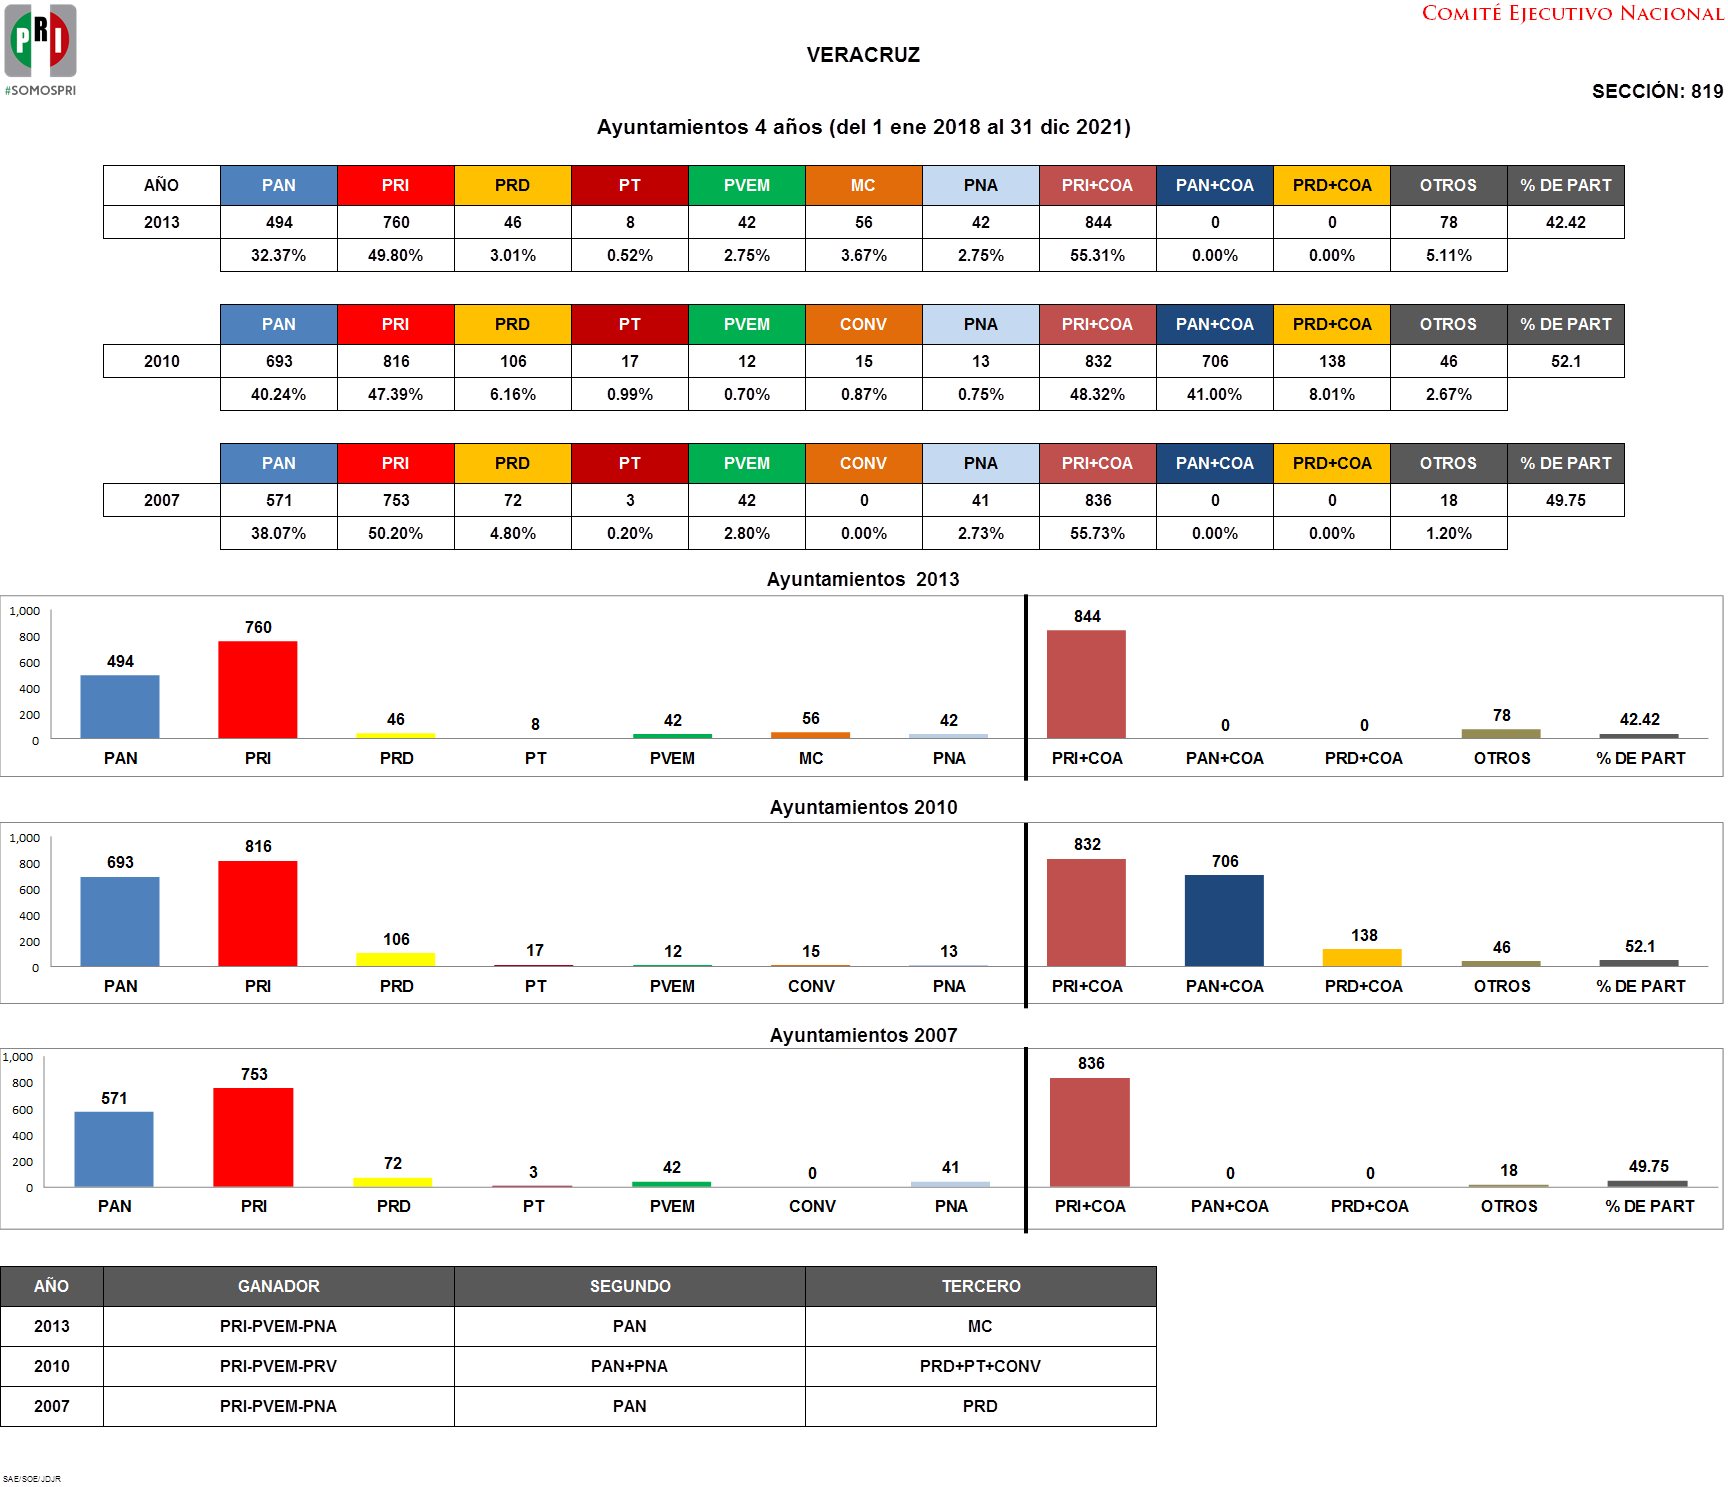 PRI
#SOMOSPRI
COMITÉ EJECUTIVO NACIONAL
VERACRUZ
SECCIÓN: 819
Ayuntamientos 4 años (del 1 ene 2018 al 31 dic 2021)
AÑO PAN PRI PRD PT PVEM MC PNA PRI+COA PAN+COA PRD+COA OTROS % DE PART
2013 494 760 46 8 42 56 42 844 0 0 78 42.42
32.37% 49.80% 3.01% 0.52% 2.75% 3.67% 2.75% 55.31% 0.00% 0.00% 5.11%
PAN PRI PRD PT PVEM CONV PNA PRI+COA PAN+COA PRD+COA OTROS % DE PART
2010 693 816 106 17 12 15 13 832 706 138 46 52.1
40.24% 47.39% 6.16% 0.99% 0.70% 0.87% 0.75% 48.32% 41.00% 8.01% 2.67%
PAN PRI PRD PT PVEM CONV PNA PRI+COA PAN+COA PRD+COA OTROS % DE PART
2007 571 753 72 3 42 0 41 836 0 0 18 49.75
38.07% 50.20% 4.80% 0.20% 2.80% 0.00% 2.73% 55.73% 0.00% 0.00% 1.20%
Ayuntamientos 2013
1,000
800
600
400
200
0
494 760 46 8 42 56 42 844 0 0 78 42.42
PAN PRI PRD PT PVEM MC PNA PRI+COA PAN+COA PRD+COA OTROS % DE PART
Ayuntamientos 2010
1,000
800
600
400
200
0
693 816 106 17 12 15 13 832 706 138 46 52.1
PAN PRI PRD PT PVEM CONV PNA PRI+COA PAN+COA PRD+COA OTROS % DE PART
Ayuntamientos 2007
1,000
800
600
400
200
0
571 753 72 3 42 0 41 836 0 0 18 49.75
PAN PRI PRD PT PVEM CONV PNA PRI+COA PAN+COA PRD+COA OTROS % DE PART
AÑO GANADOR SEGUNDO TERCERO
2013 PRI-PVEM-PNA PAN MC
2010 PRI-PVEM-PRV PAN+PNA PRD+PT+CONV
2007 PRI-PVEM-PNA PAN PRD
SAE/SOE/JDJR